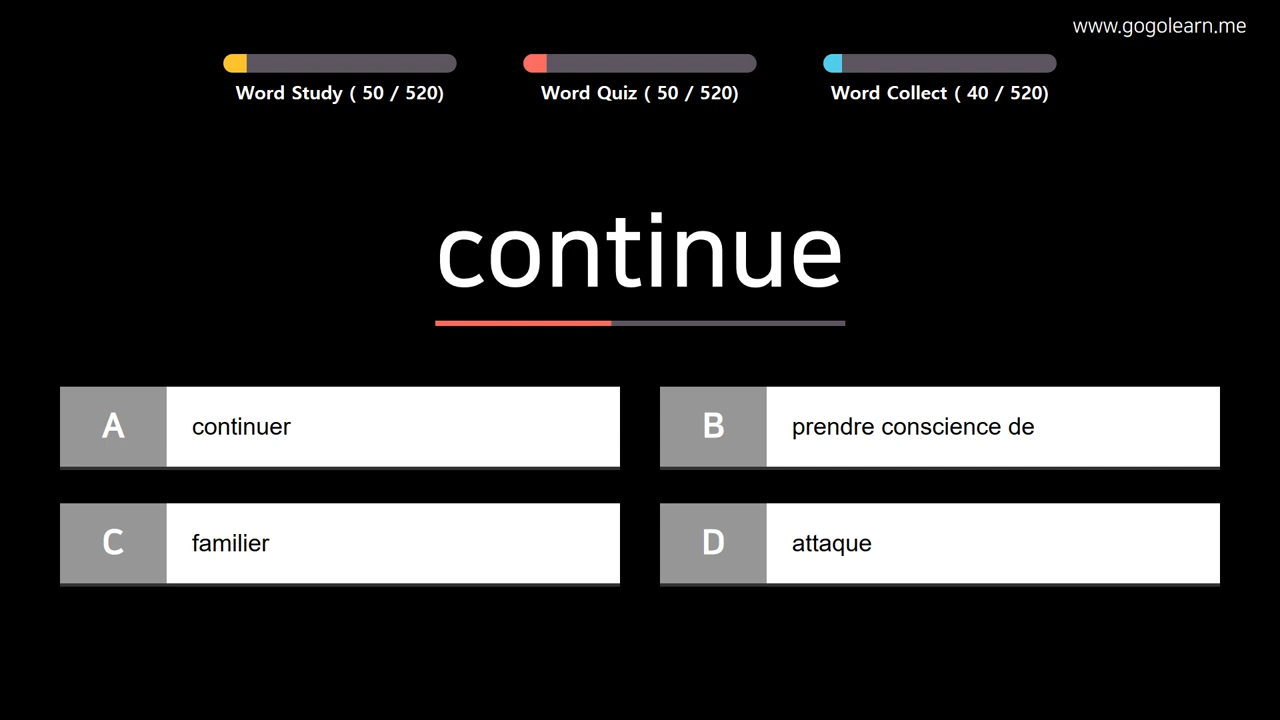 www.gogolearn.me
Word Study ( 50 / 520)
Word Quiz ( 50 / 520)
Word Collect ( 40 / 520)
continue
A continuer
B prendre conscience de
C familier
D attaque